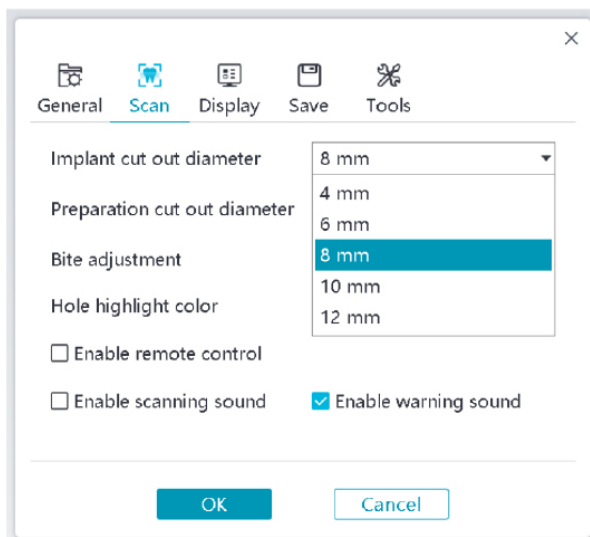 General Scan Display Save Tools
Implant cut out diameter 8 mm
4 mm
Preparation cut out diameter
6 mm
Bite adjustment 8 mm
10 mm
Hole highlight color
12 mm
Enable remote control
Enable scanning sound Enable warning sound
OK Cancel